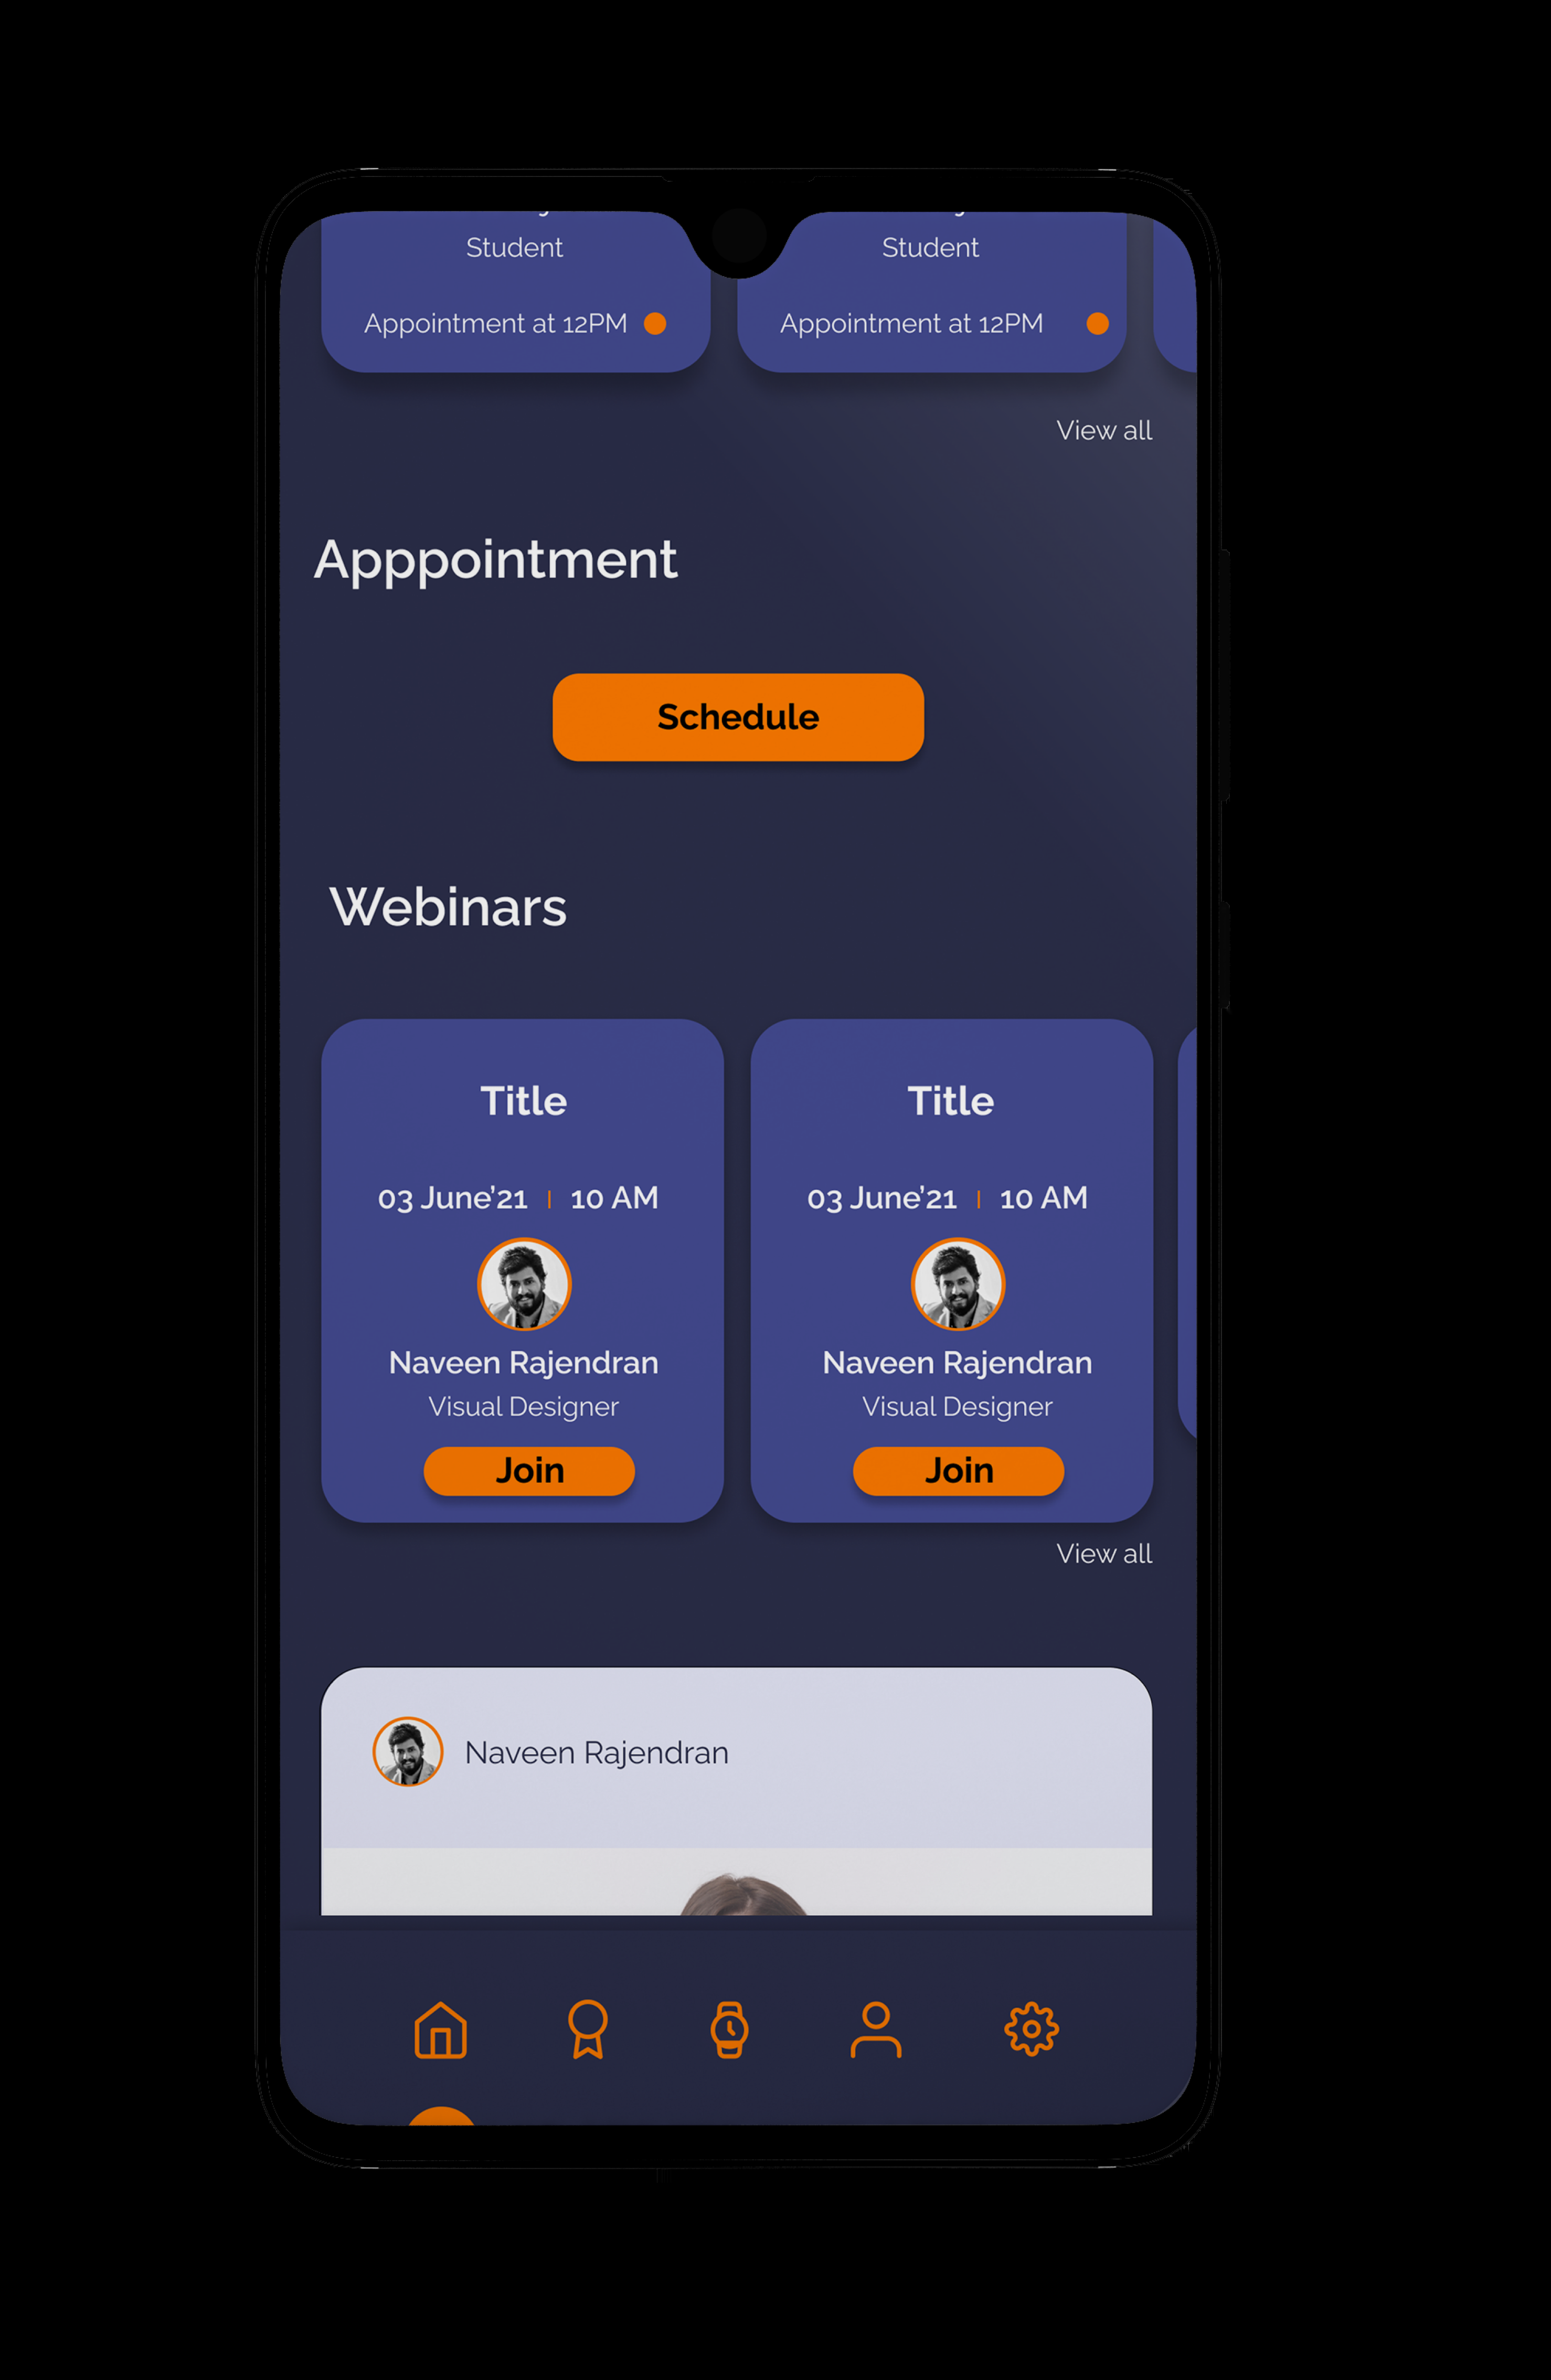 Student Student
Appointment at 12PM Appointment at 12PM
View all
Apppointment
Schedule
Webinars
Title Title
03 June’21 | 10 AM 03 June’21 | 10 AM
Naveen Rajendran Naveen Rajendran
Visual Designer Visual Designer
Join Join
View all
Naveen Rajendran